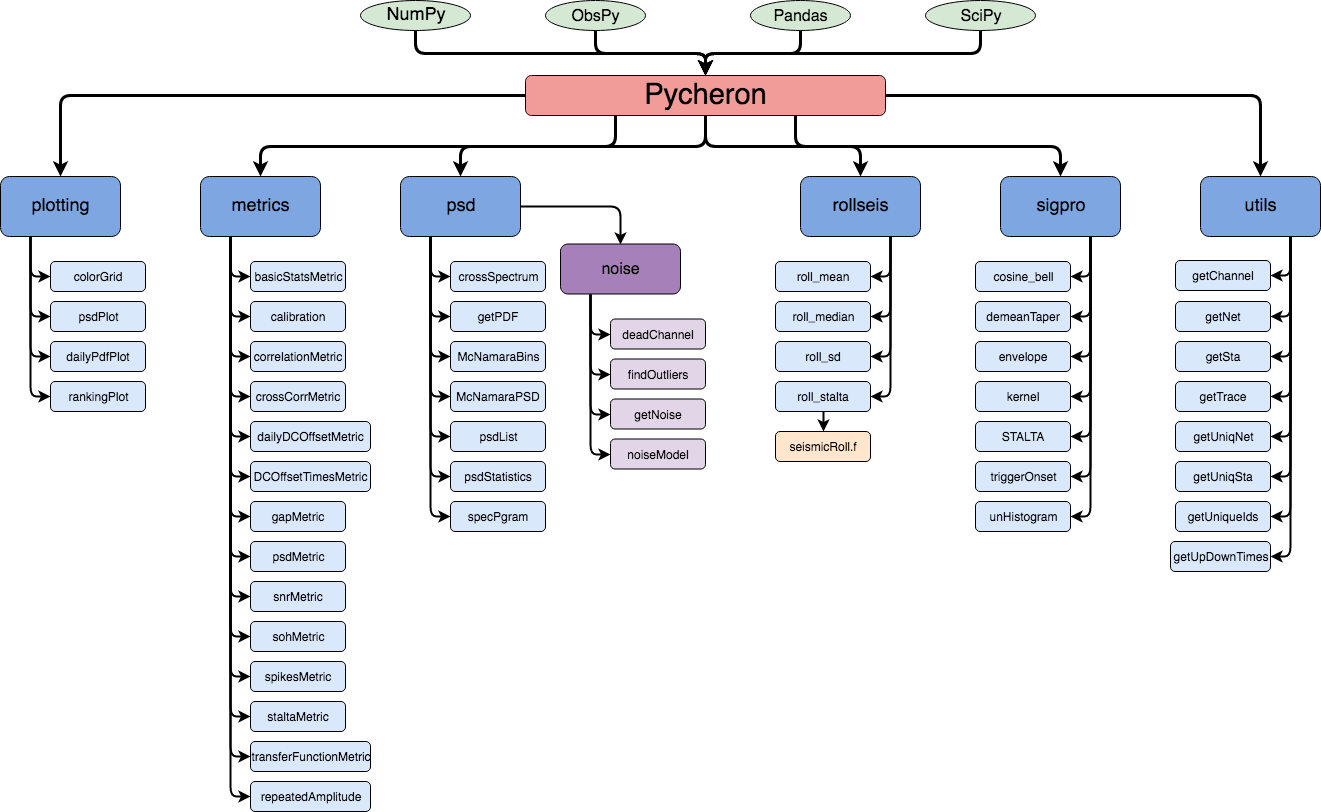 NumPy
ObsPy
Pandas
SciPy
Pycheron
plotting
colorGrid
psdPlot
dailyPdfPlot
rankingPlot
metrics
basicStatsMetric
calibration
correlationMetric
crossCorrMetric
dailyDCOffsetMetric
DCOffsetTimesMetric
gapMetric
psdMetric
snrMetric
sohMetric
spikesMetric
staltaMetric
transferFunctionMetric
repeatedAmplitude
psd
crossSpectrum
getPDF
McNamaraBins
McNamaraPSD
psdList
psdStatistics
specPgram
noise
deadChannel
findOutliers
getNoise
noiseModel
rollseis
roll_mean
roll_median
roll_sd
roll_stalta
seismicRoll.f
sigpro
cosine_bell
demeanTaper
envelope
kernel
STALTA
triggerOnset
unHistogram
utils
getChannel
getNet
getSta
getTrace
getUniqNet
getUniqSta
getUniqueIds
getUpDownTimes